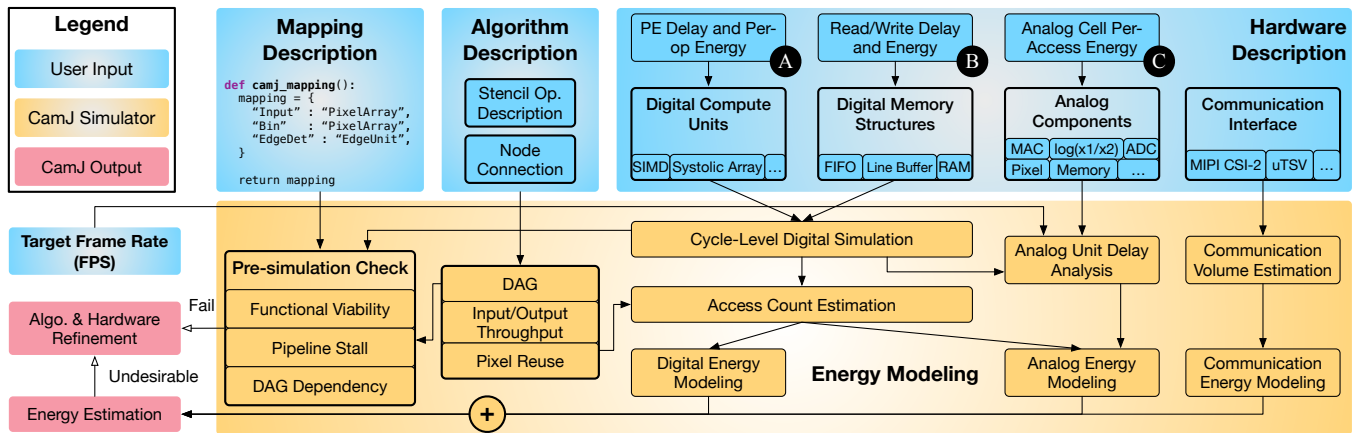 Legend
User Input
CamJ Simulator
CamJ Output
Mapping
Description
def camj_mapping():
mapping = {
"Input" : "PixelArray",
"Bin" : "PixelArray",
"EdgeDet" : "EdgeUnit",
}
return mapping
Algorithm
Description
Stencil Op.
Description
Node
Connection
Hardware
Description
PE Delay and Per-
op Energy
A
Read/Write Delay
and Energy
B
Analog Cell Per-
Access Energy
C
Digital Compute
Units
SIMD Systolic Array ...
Digital Memory
Structures
FIFO Line Buffer RAM
Analog
Components
MAC log(x1/x2) ADC
Pixel Memory ...
Communication
Interface
MIPI CSI-2 uTSV ...
Target Frame Rate
(FPS)
Cycle-Level Digital Simulation
Analog Unit Delay
Analysis
Communication
Volume Estimation
Pre-simulation Check
Functional Viability
Pipeline Stall
DAG Dependency
DAG
Input/Output
Throughput
Pixel Reuse
Access Count Estimation
Fail
Algo. & Hardware
Refinement
Undesirable
Energy Estimation
Digital Energy
Modeling
Energy Modeling
Analog Energy
Modeling
Communication
Energy Modeling
+